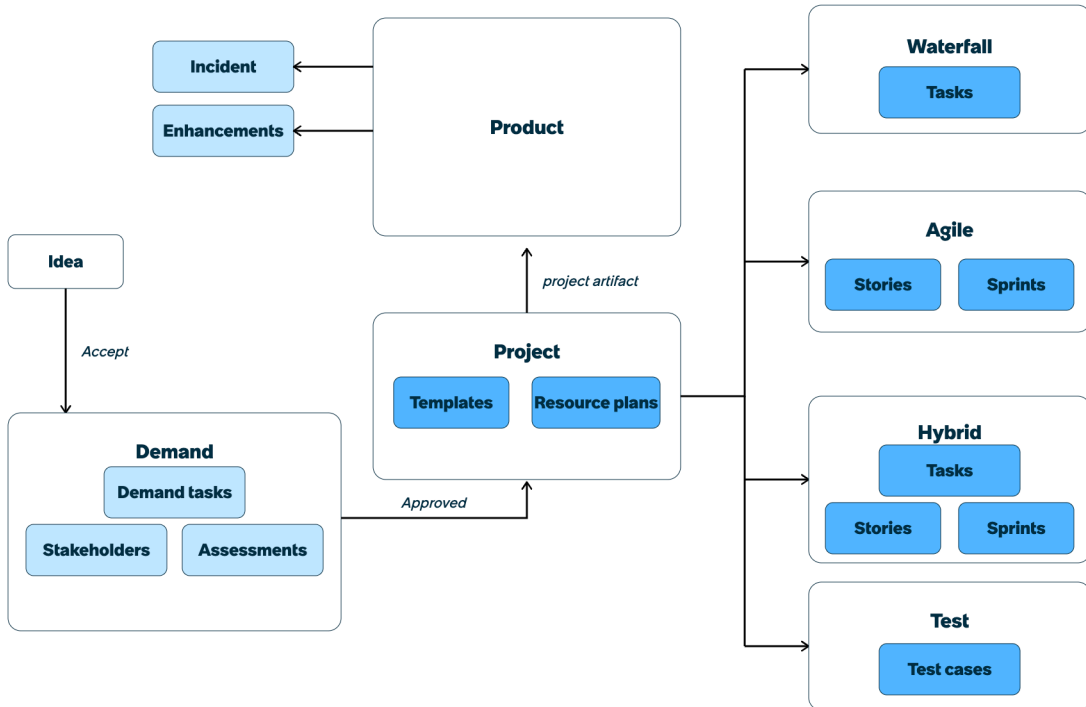 Incident
Enhancements
Product
Idea
Accept
project artifact
Project
Templates
Resource plans
Demand
Demand tasks
Stakeholders
Assessments
Approved
Waterfall
Tasks
Agile
Stories
Sprints
Hybrid
Tasks
Stories
Sprints
Test
Test cases